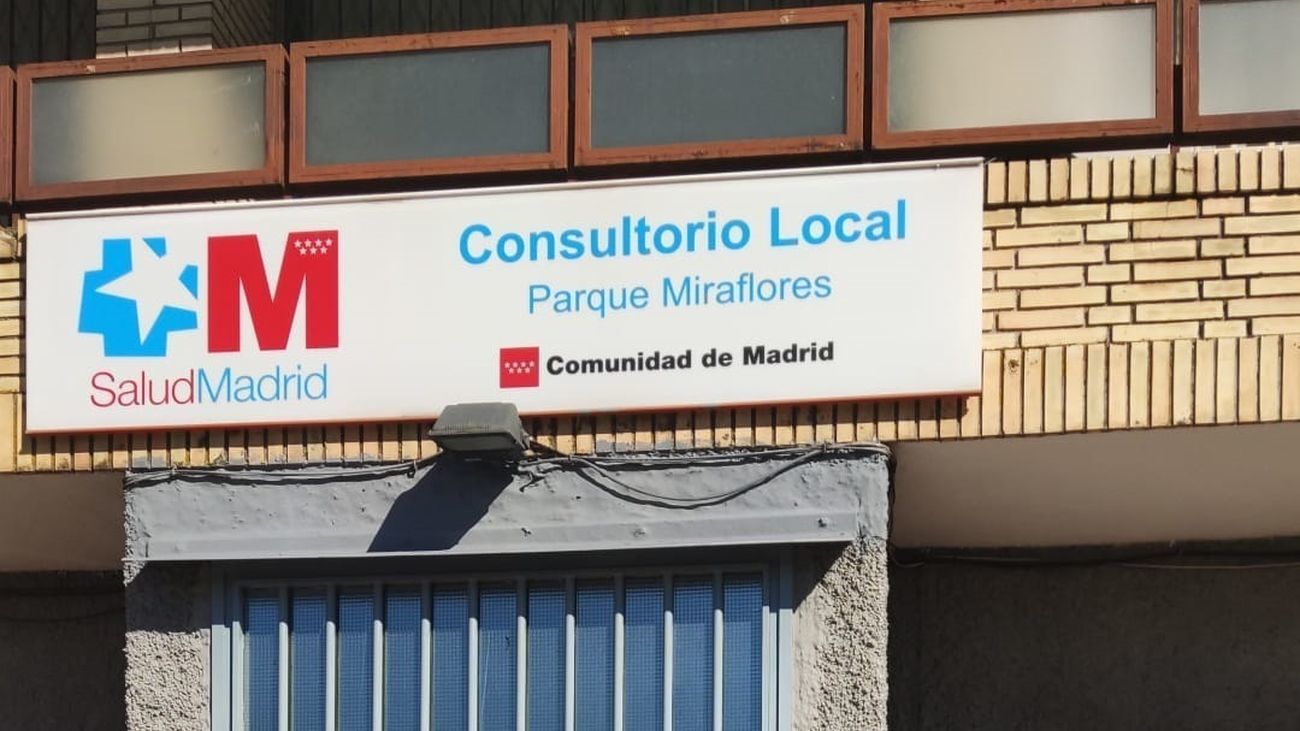 Consultorio Local
Parque Miraflores
M
SaludMadrid
Comunidad de Madrid